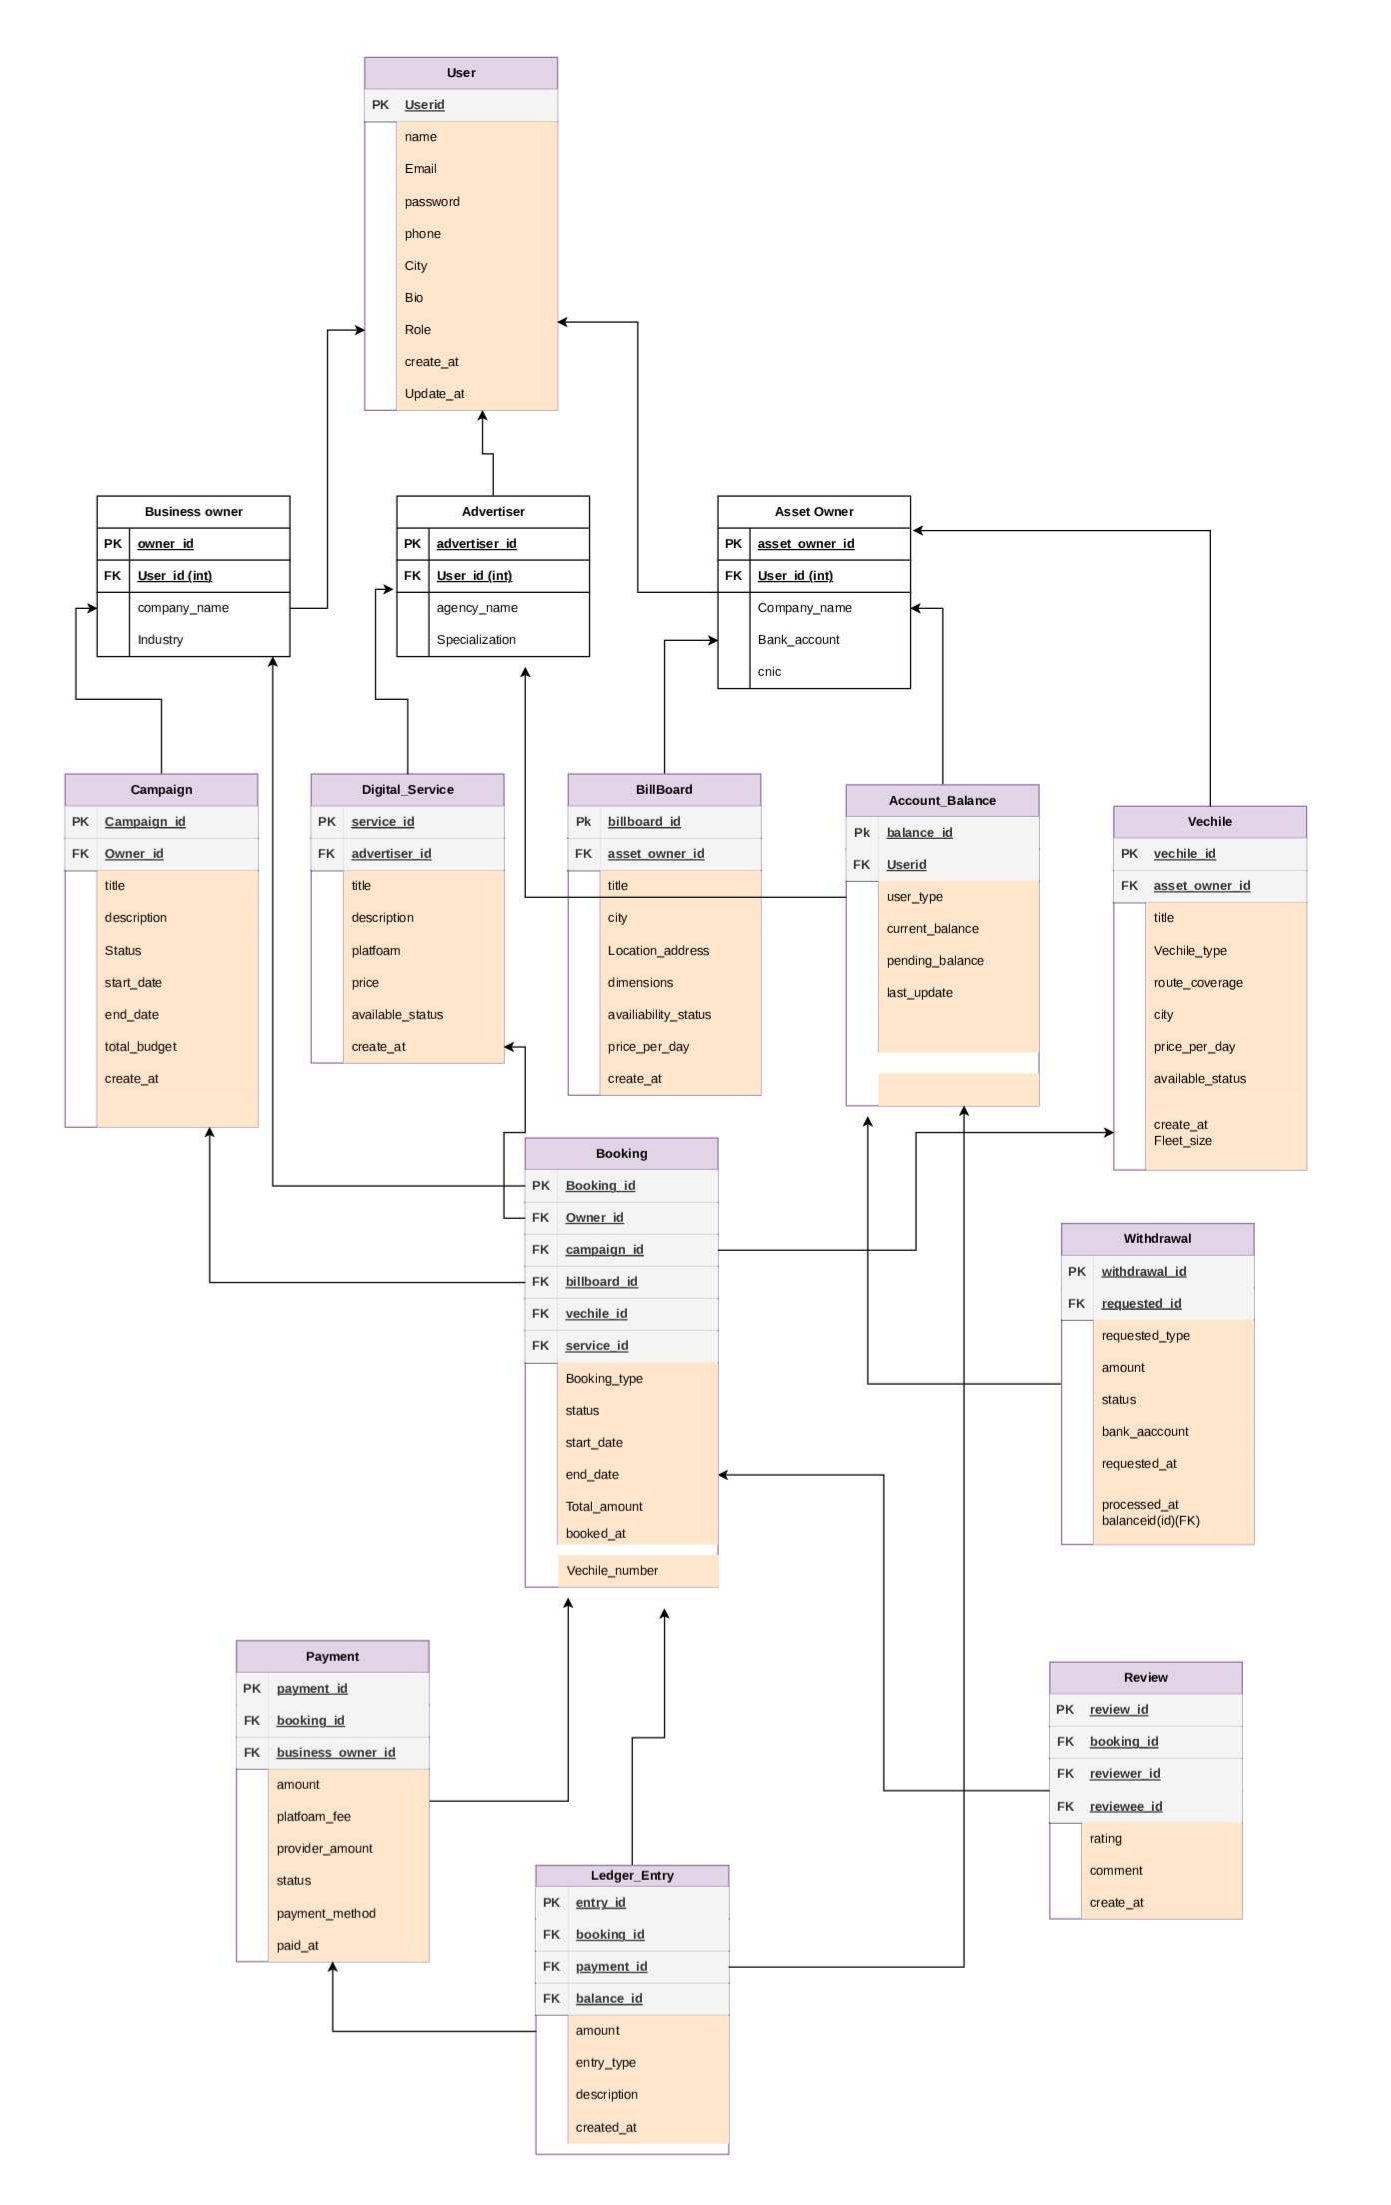 User
PK Userid
name
Email
password
phone
City
Bio
Role
create_at
Update_at
Business owner
PK owner_id
FK User_id (int)
company_name
Industry
Advertiser
PK advertiser_id
FK User_id (int)
agency_name
Specialization
Asset Owner
PK asset_owner_id
FK User_id (int)
Company_name
Bank_account
cnic
Campaign
PK Campaign_id
FK Owner_id
title
description
Status
start_date
end_date
total_budget
create_at
Digital_Service
PK service_id
FK advertiser_id
title
description
platfoam
price
available_status
create_at
BillBoard
Pk billboard_id
FK asset_owner_id
title
city
Location_address
dimensions
availiability_status
price_per_day
create_at
Account_Balance
Pk balance_id
FK Userid
user_type
current_balance
pending_balance
last_update
Vechile
PK vechile_id
FK asset_owner_id
title
Vechile_type
route_coverage
city
price_per_day
available_status
create_at
Fleet_size
Booking
PK Booking_id
FK Owner_id
FK campaign_id
FK billboard_id
FK vechile_id
FK service_id
Booking_type
status
start_date
end_date
Total_amount
booked_at
Vechile_number
Withdrawal
PK withdrawal_id
FK requested_id
requested_type
amount
status
bank_aaccount
requested_at
processed_at
balanceid(id)(FK)
Payment
PK payment_id
FK booking_id
FK business_owner_id
amount
platfoam_fee
provider_amount
status
payment_method
paid_at
Review
PK review_id
FK booking_id
FK reviewer_id
FK reviewee_id
rating
comment
create_at
Ledger_Entry
PK entry_id
FK booking_id
FK payment_id
FK balance_id
amount
entry_type
description
created_at